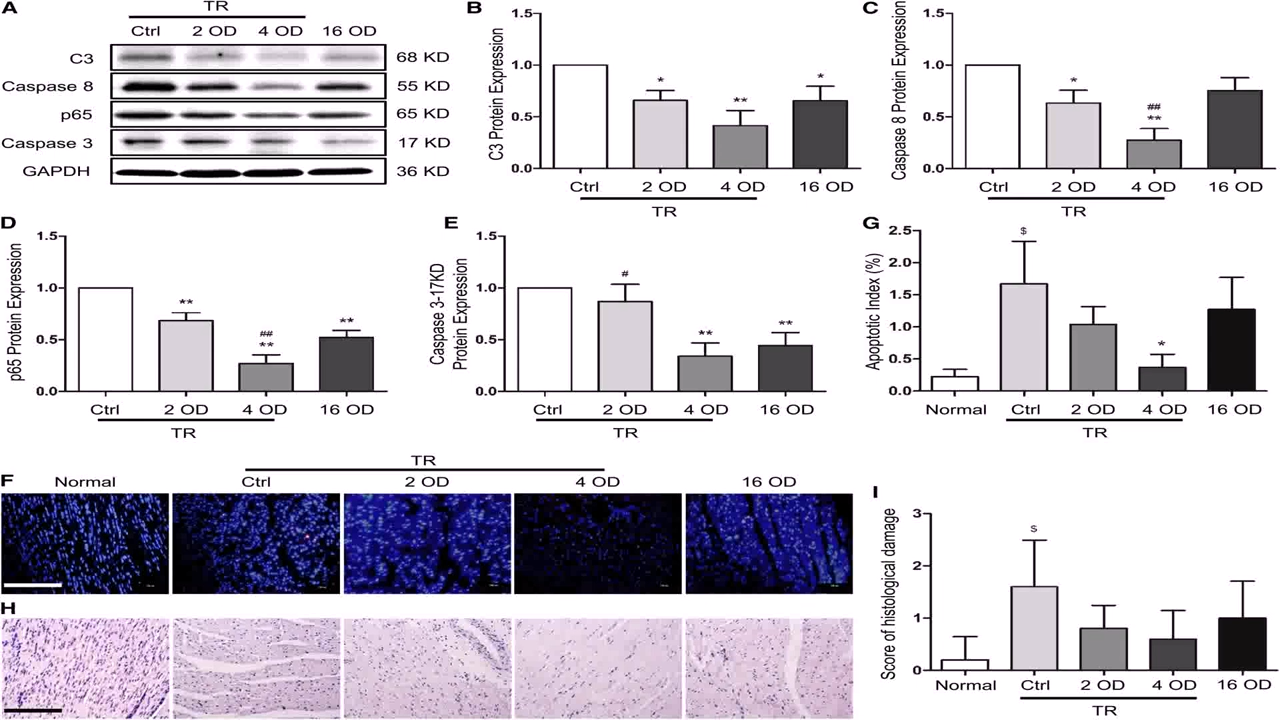 A
TR
Ctrl 2 OD 4 OD 16 OD
C3 68 KD
Caspase 8 55 KD
p65 65 KD
Caspase 3 17 KD
GAPDH 36 KD
B
C3 Protein Expression
1.5
1.0
0.5
0.0
* ** *
Ctrl 2 OD 4 OD 16 OD
TR
C
Caspase 8 Protein Expression
1.5
1.0
0.5
0.0
* ## **
Ctrl 2 OD 4 OD 16 OD
TR
D
p65 Protein Expression
1.5
1.0
0.5
0.0
** ## ** **
Ctrl 2 OD 4 OD 16 OD
TR
E
Caspase 3-17KD
Protein Expression
1.5
1.0
0.5
0.0
# ** **
Ctrl 2 OD 4 OD 16 OD
TR
G
Apoptotic Index (%)
2.5
2.0
1.5
1.0
0.5
0.0
$ *
Normal Ctrl 2 OD 4 OD 16 OD
TR
F
TR
Normal Ctrl 2 OD 4 OD 16 OD
H
I
Score of histological damage
3
2
1
0
$
Normal Ctrl 2 OD 4 OD 16 OD
TR